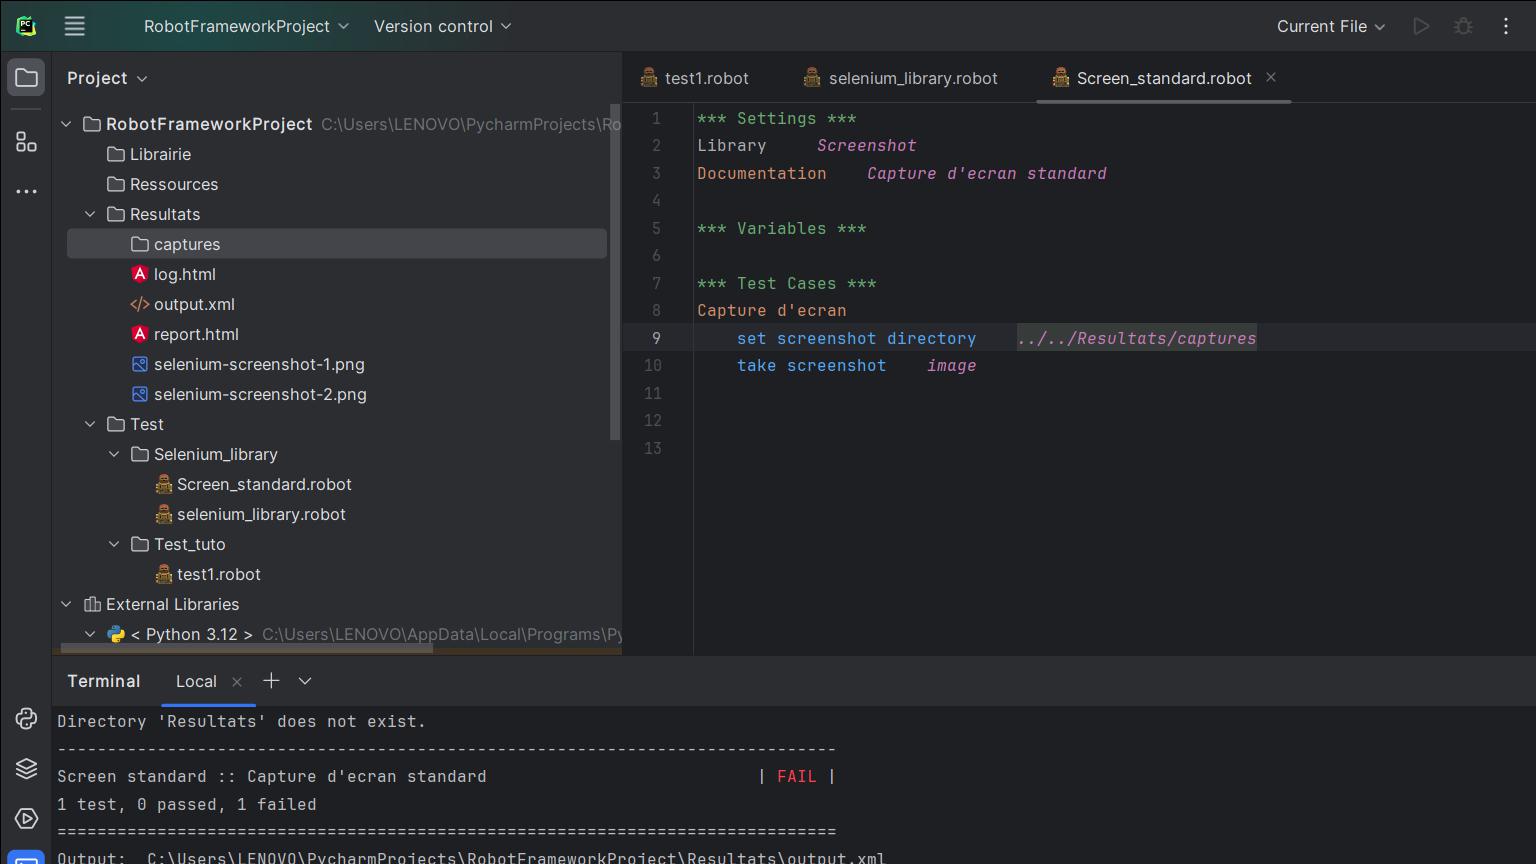 RobotFrameworkProject Version control Current File
Project
RobotFrameworkProject C:\Users\LENOVO\PycharmProjects\Ro
Librairie
Ressources
Resultats
captures
log.html
output.xml
report.html
selenium-screenshot-1.png
selenium-screenshot-2.png
Test
Selenium_library
Screen_standard.robot
selenium_library.robot
Test_tuto
test1.robot
External Libraries
< Python 3.12 > C:\Users\LENOVO\AppData\Local\Programs\Py
test1.robot selenium_library.robot Screen_standard.robot
1 *** Settings ***
2 Library Screenshot
3 Documentation Capture d'ecran standard
4
5 *** Variables ***
6
7 *** Test Cases ***
8 Capture d'ecran
9 set screenshot directory ../../Resultats/captures
10 take screenshot image
11
12
13
Terminal Local
Directory 'Resultats' does not exist.
------------------------------------------------------------------------------
Screen standard :: Capture d'ecran standard | FAIL |
1 test, 0 passed, 1 failed
==============================================================================
Output: C:\Users\LENOVO\PycharmProjects\RobotFrameworkProject\Resultats\output.xml